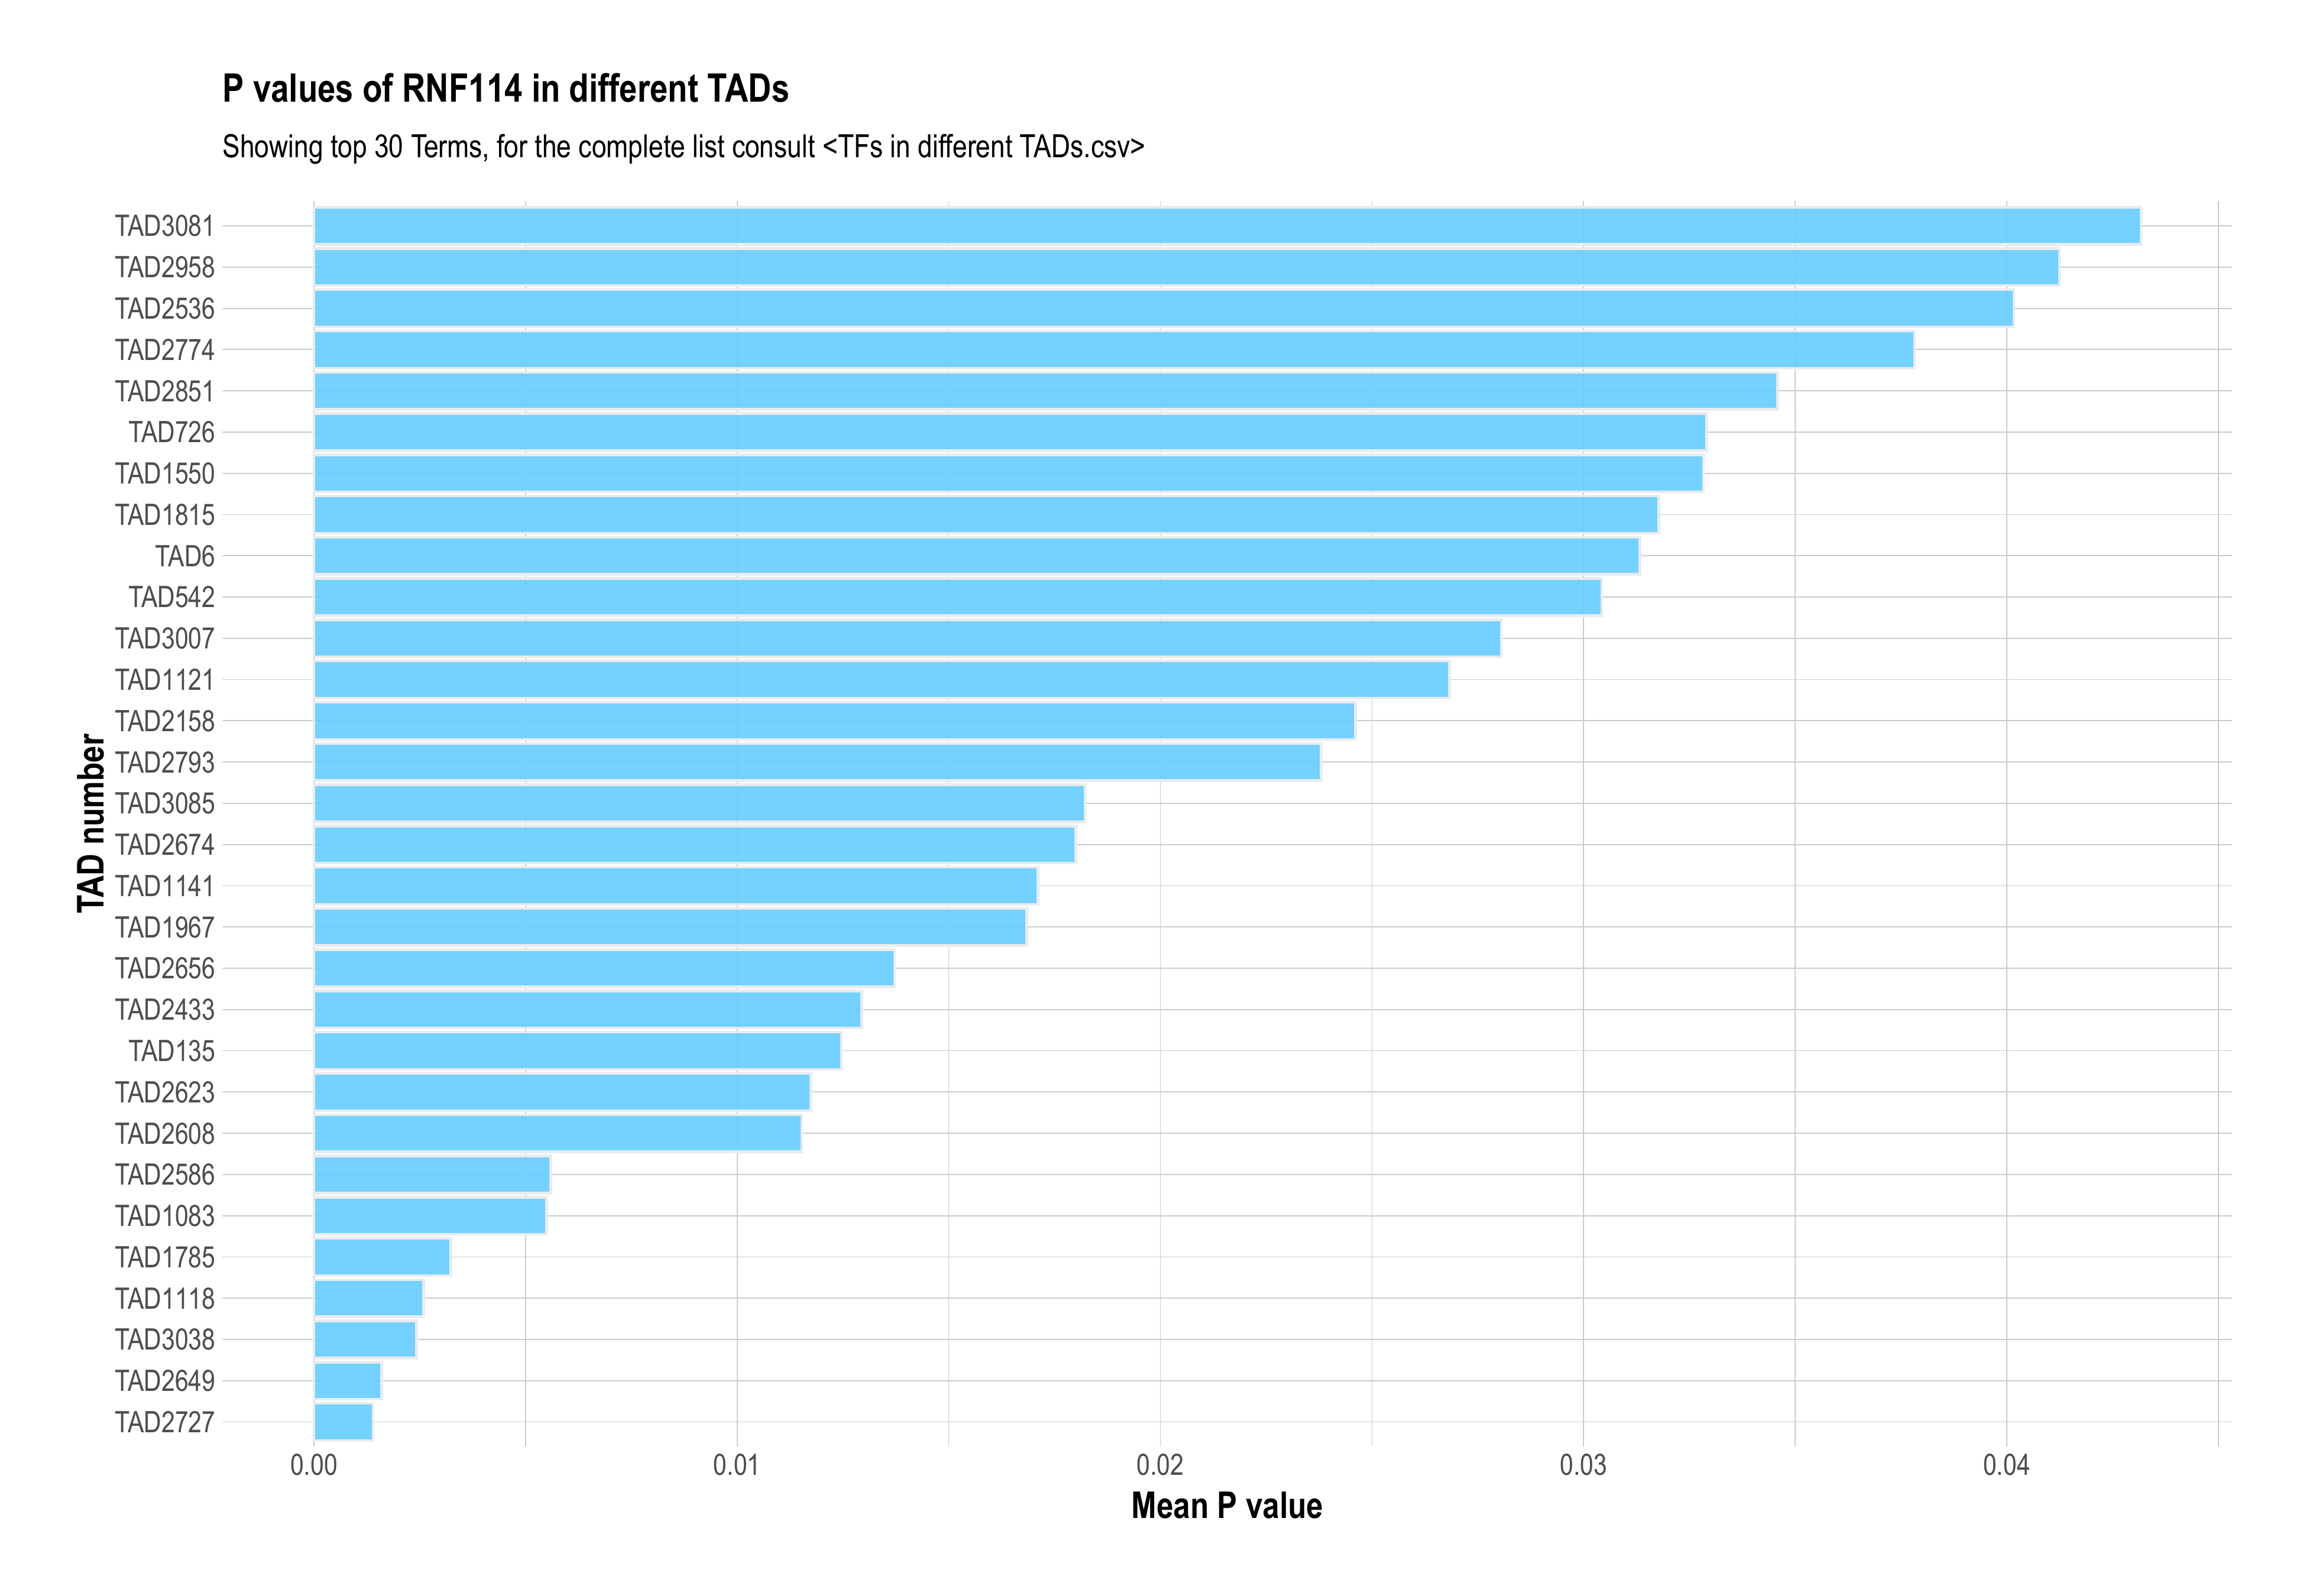 P values of RNF114 in different TADs
Showing top 30 Terms, for the complete list consult <TFs in different TADs.csv>
TAD number
TAD3081
TAD2958
TAD2536
TAD2774
TAD2851
TAD726
TAD1550
TAD1815
TAD6
TAD542
TAD3007
TAD1121
TAD2158
TAD2793
TAD3085
TAD2674
TAD1141
TAD1967
TAD2656
TAD2433
TAD135
TAD2623
TAD2608
TAD2586
TAD1083
TAD1785
TAD1118
TAD3038
TAD2649
TAD2727
0.00 0.01 0.02 0.03 0.04
Mean P value